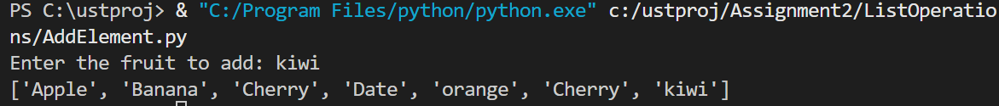 PS C:\ustproj> & "C:/Program Files/python/python.exe" c:/ustproj/Assignment2/ListOperatio
ns/AddElement.py
Enter the fruit to add: kiwi
['Apple', 'Banana', 'Cherry', 'Date', 'orange', 'Cherry', 'kiwi']